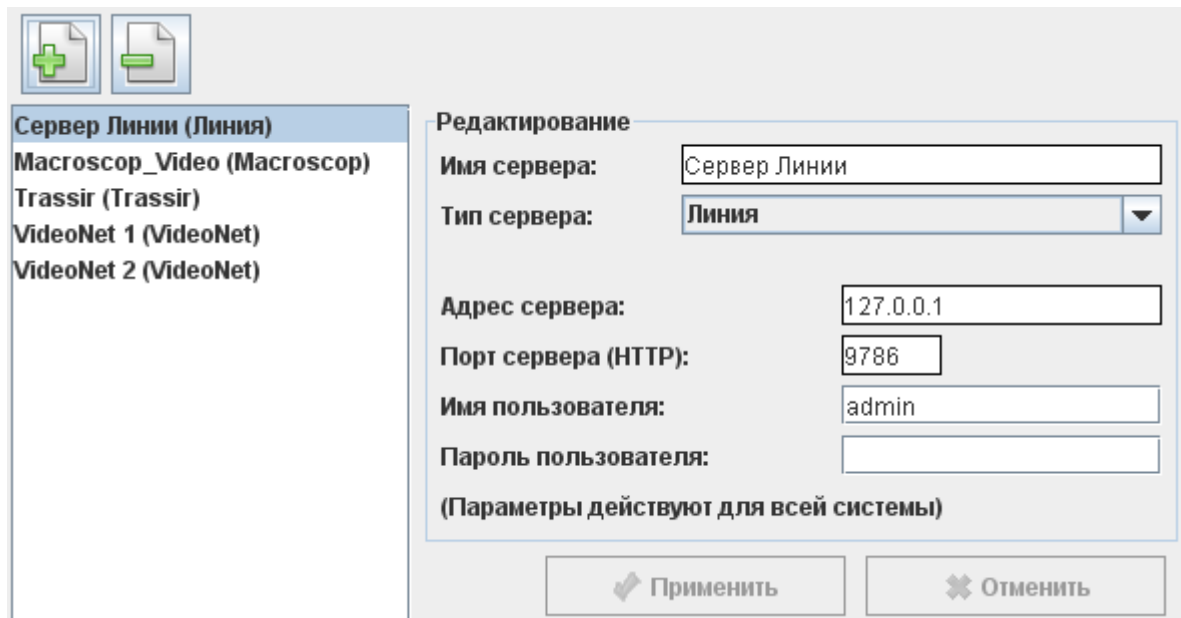 Сервер Линии (Линия)
Macroscop_Video (Macroscop)
Trassir (Trassir)
VideoNet 1 (VideoNet)
VideoNet 2 (VideoNet)
Редактирование
Имя сервера: Сервер Линии
Тип сервера: Линия
Адрес сервера: 127.0.0.1
Порт сервера (HTTP): 9786
Имя пользователя: admin
Пароль пользователя:
(Параметры действуют для всей системы)
Применить Отменить